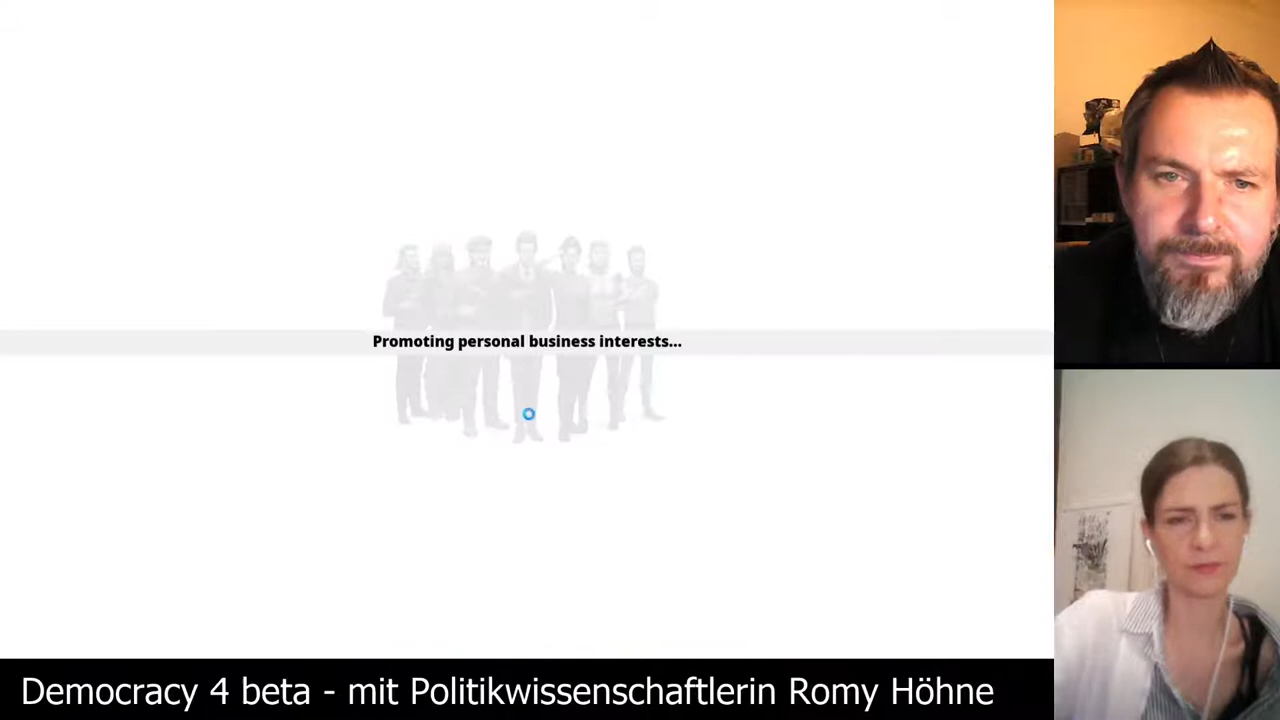 Promoting personal business interests...
Democracy 4 beta - mit Politikwissenschaftlerin Romy Höhne